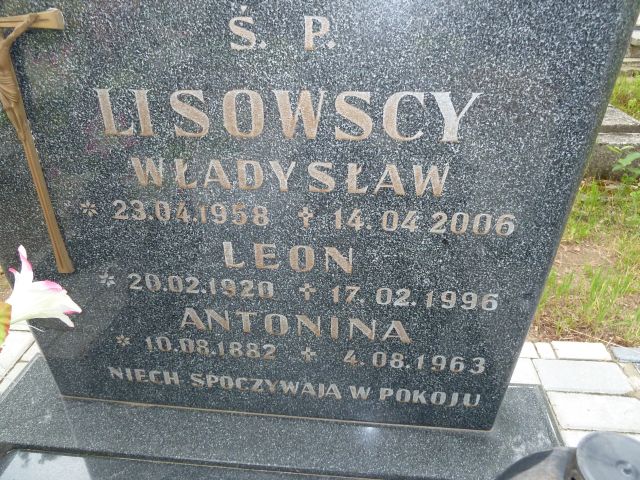 Ś. P.
LISOWSCY
WŁADYSŁAW
* 23.04.1958 ✝ 14.04.2006
LEON
* 20.02.1920 ✝ 17.02.1996
ANTONINA
* 10.08.1882 ✝ 4.08.1963
NIECH SPOCZYWAJĄ W POKOJU